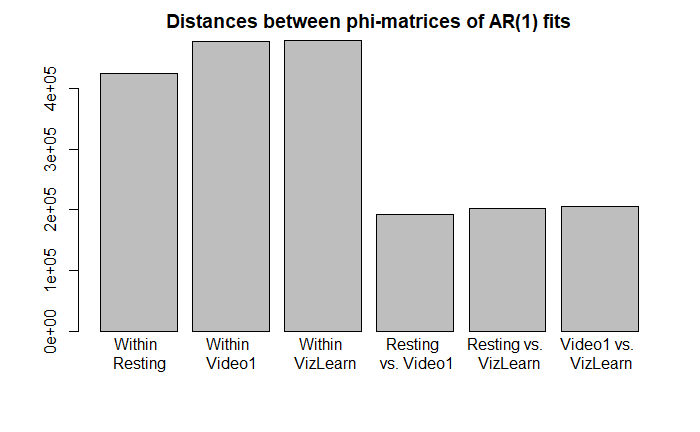 Distances between phi-matrices of AR(1) fits
4e+05
3e+05
2e+05
1e+05
0e+00
Within
Resting
Within
Video1
Within
VizLearn
Resting
vs. Video1
Resting vs.
VizLearn
Video1 vs.
VizLearn